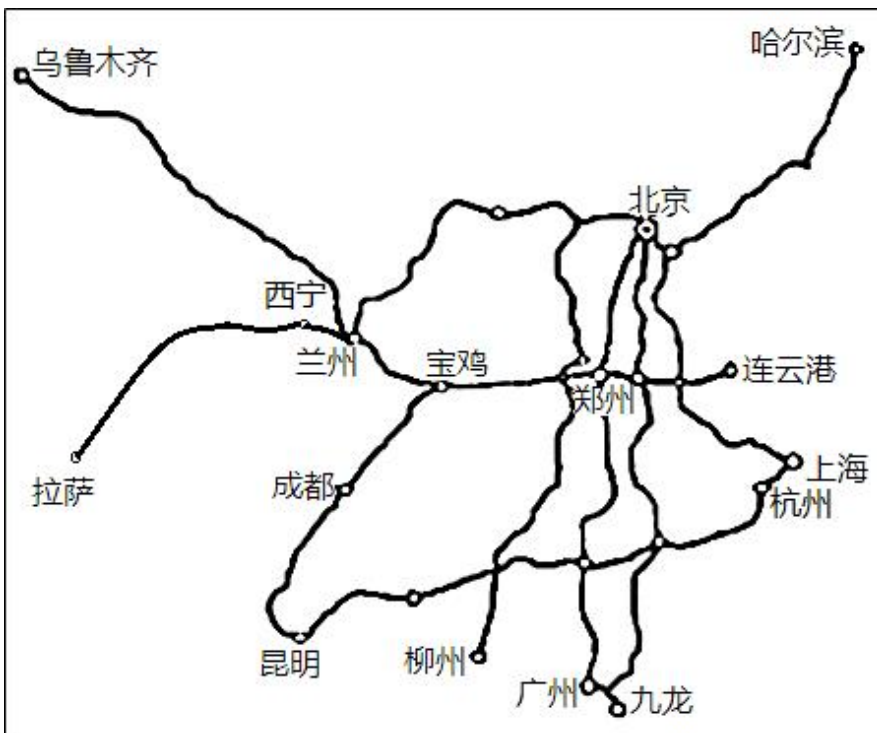 乌鲁木齐
哈尔滨
北京
西宁
兰州
宝鸡
郑州
连云港
拉萨
成都
上海
杭州
昆明
柳州
广州
九龙